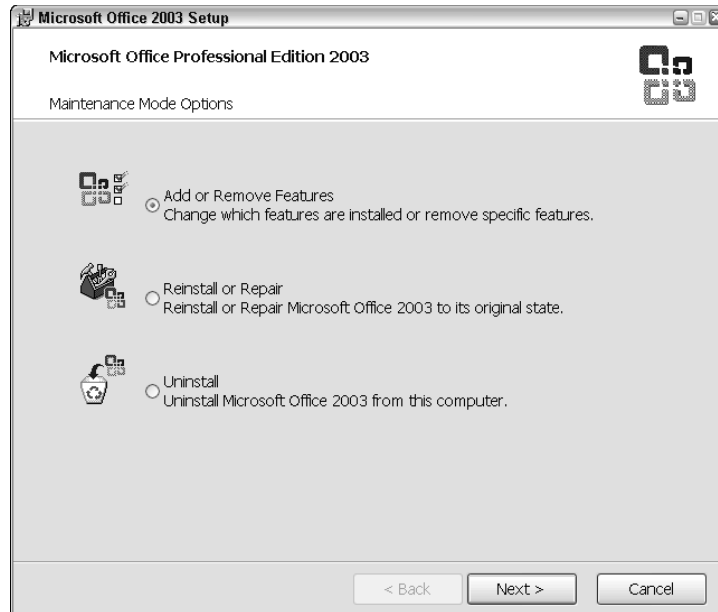 Microsoft Office 2003 Setup
Microsoft Office Professional Edition 2003
Maintenance Mode Options
Add or Remove Features
Change which features are installed or remove specific features.
Reinstall or Repair
Reinstall or Repair Microsoft Office 2003 to its original state.
Uninstall
Uninstall Microsoft Office 2003 from this computer.
< Back Next > Cancel